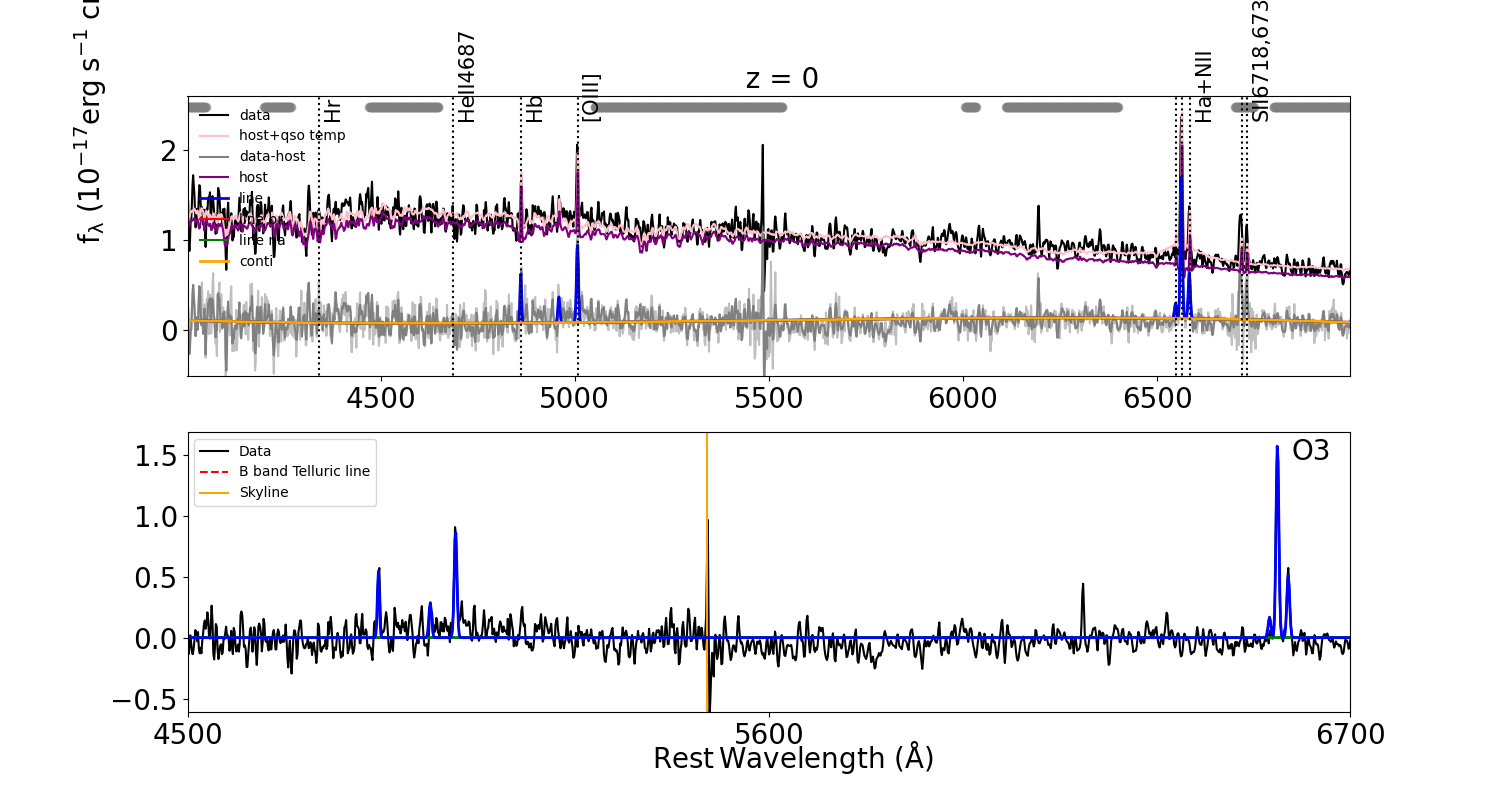 z = 0
f_λ (10^−17 erg s^−1
Hr
HeII4687
Hb
[OIII]
Ha+NII
data
host+qso temp
data-host
host
line
line na
conti
2
1
0
4500
5000
5500
6000
6500
Data
B band Telluric line
Skyline
O3
1.5
1.0
0.5
0.0
−0.5
4500
5600
6700
Rest Wavelength (Å)